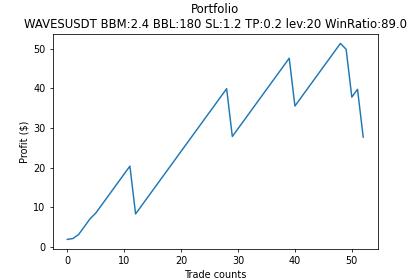 Portfolio
WAVESUSDT BBM:2.4 BBL:180 SL:1.2 TP:0.2 lev:20 WinRatio:89.0
Profit ($)
50
40
30
20
10
0
0 10 20 30 40 50
Trade counts